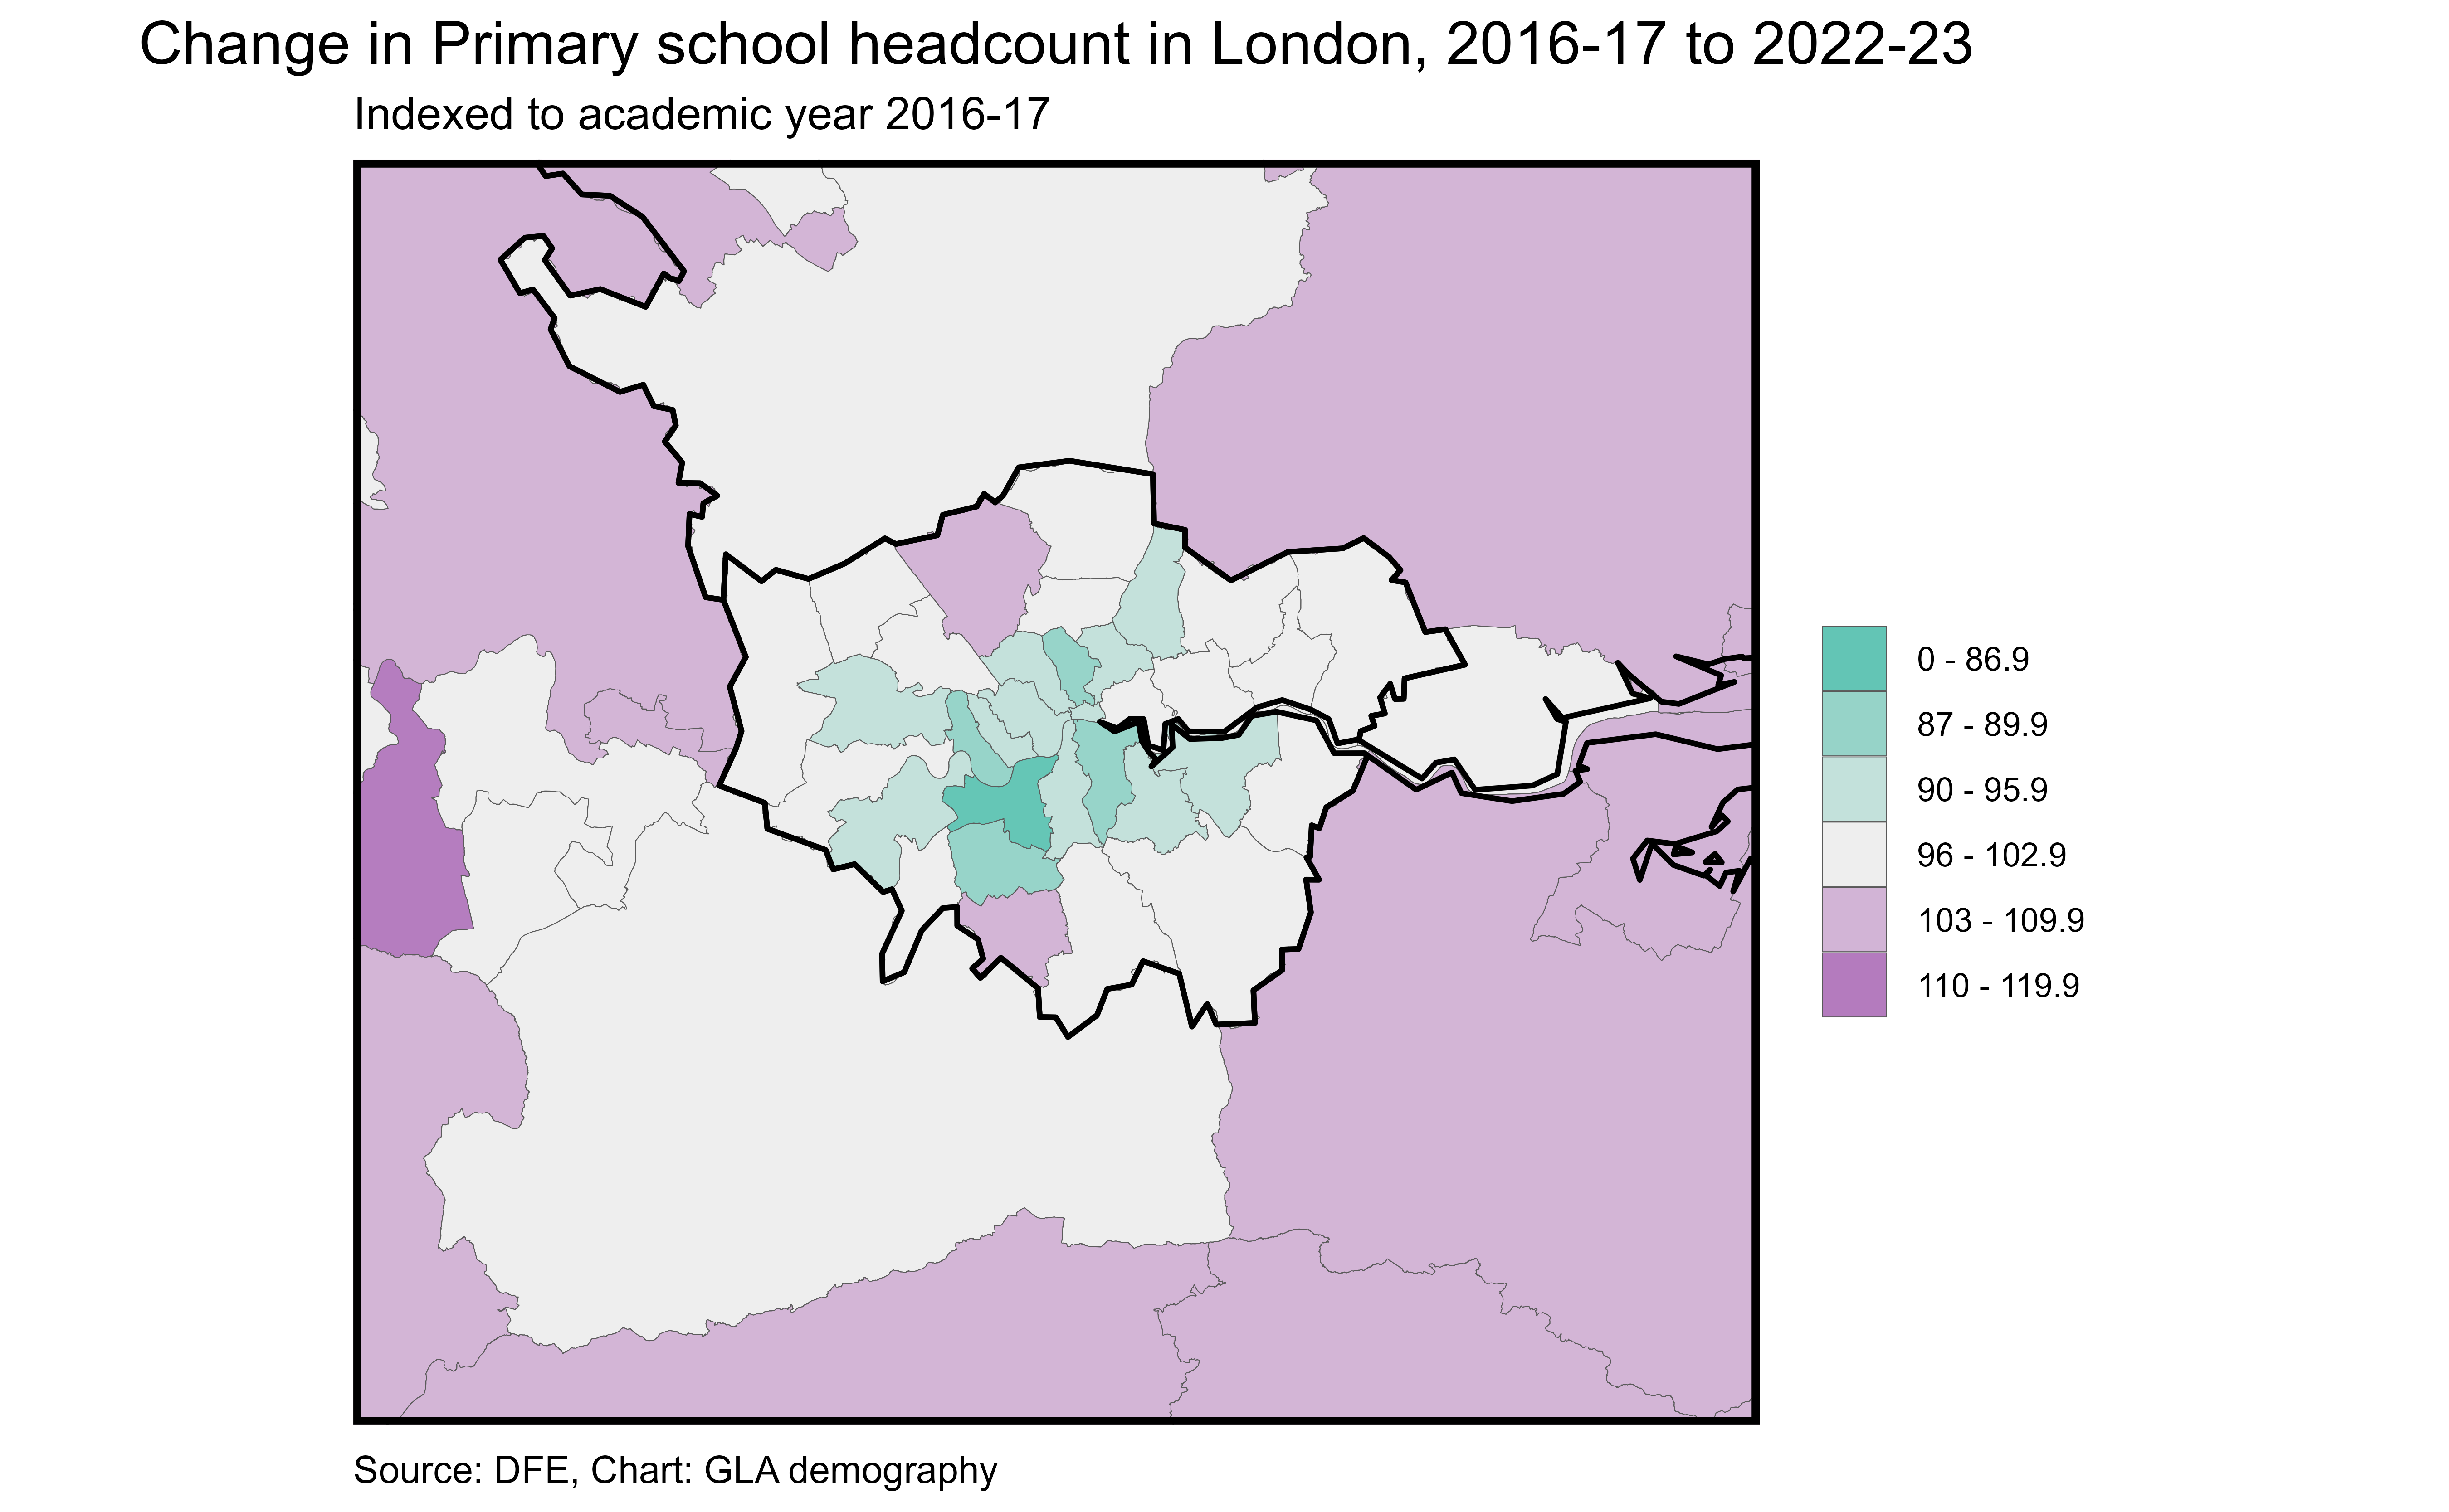 Change in Primary school headcount in London, 2016-17 to 2022-23
Indexed to academic year 2016-17
0 - 86.9
87 - 89.9
90 - 95.9
96 - 102.9
103 - 109.9
110 - 119.9
Source: DFE, Chart: GLA demography